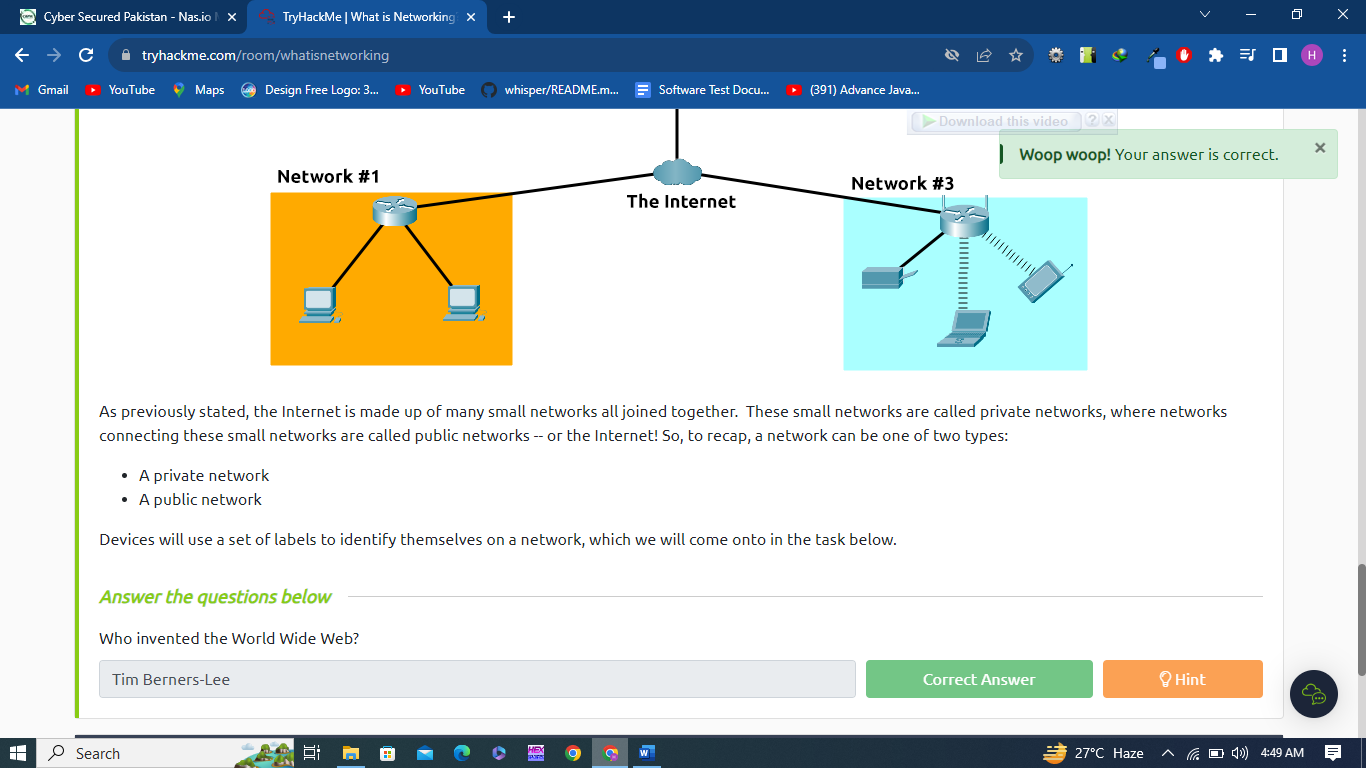 Cyber Secured Pakistan - Nas.io
TryHackMe | What is Networking?
tryhackme.com/room/whatisnetworking
H
Gmail
YouTube
Maps
Design Free Logo: 3...
YouTube
whisper/README.m...
Software Test Docu...
(391) Advance Java...
Download this video ? X
Woop woop! Your answer is correct.
Network #1
The Internet
Network #3
As previously stated, the Internet is made up of many small networks all joined together. These small networks are called private networks, where networks
connecting these small networks are called public networks -- or the Internet! So, to recap, a network can be one of two types:
• A private network
• A public network
Devices will use a set of labels to identify themselves on a network, which we will come onto in the task below.
Answer the questions below
Who invented the World Wide Web?
Tim Berners-Lee
Correct Answer
Hint
Search
HEX
W
27°C Haze
4:49 AM